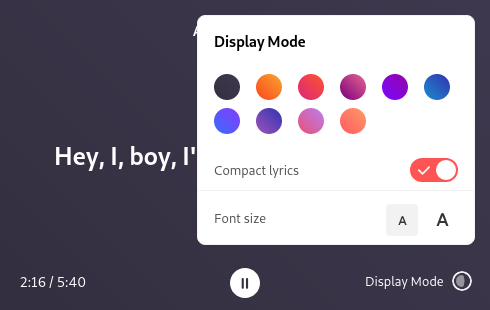 A
Display Mode
Hey, I, boy, I'
Compact lyrics
Font size
A
A
2:16 / 5:40
Display Mode